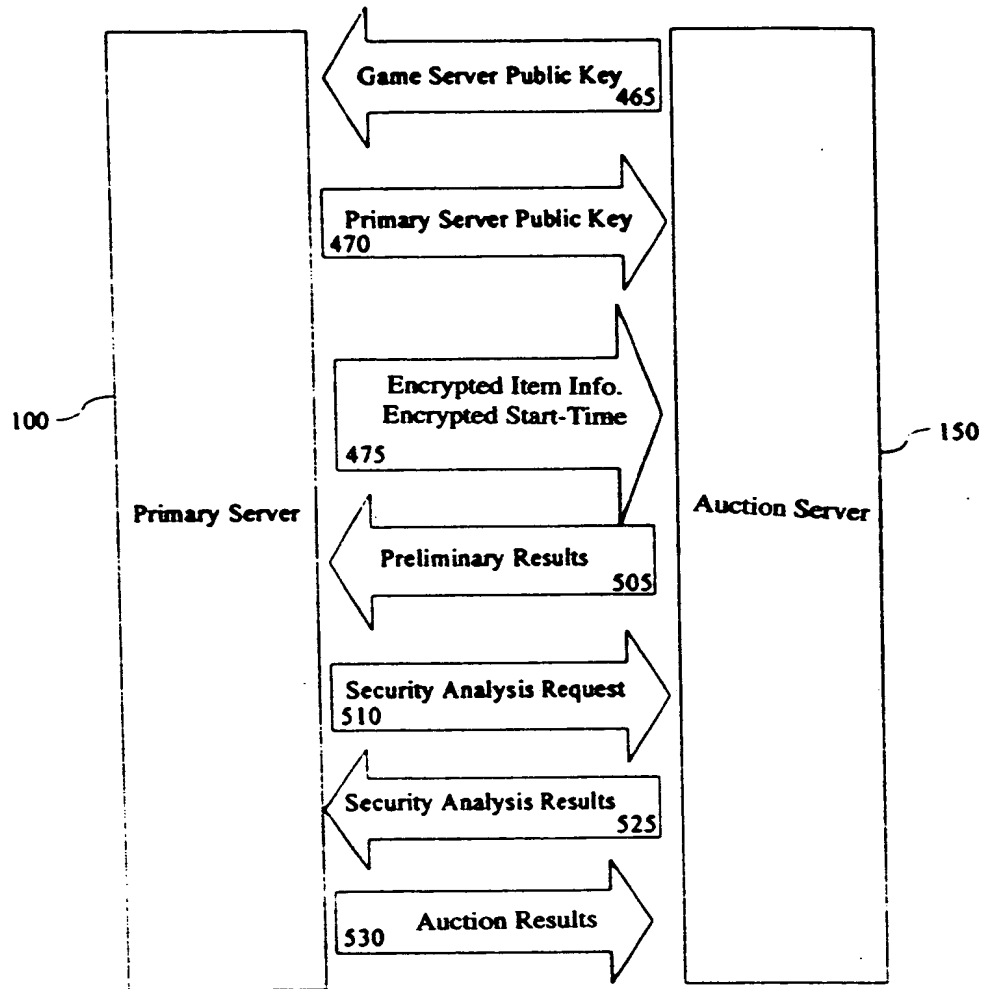 Game Server Public Key
465
Primary Server Public Key
470
Encrypted Item Info.
Encrypted Start-Time
475
100
150
Primary Server
Auction Server
Preliminary Results
505
Security Analysis Request
510
Security Analysis Results
525
Auction Results
530